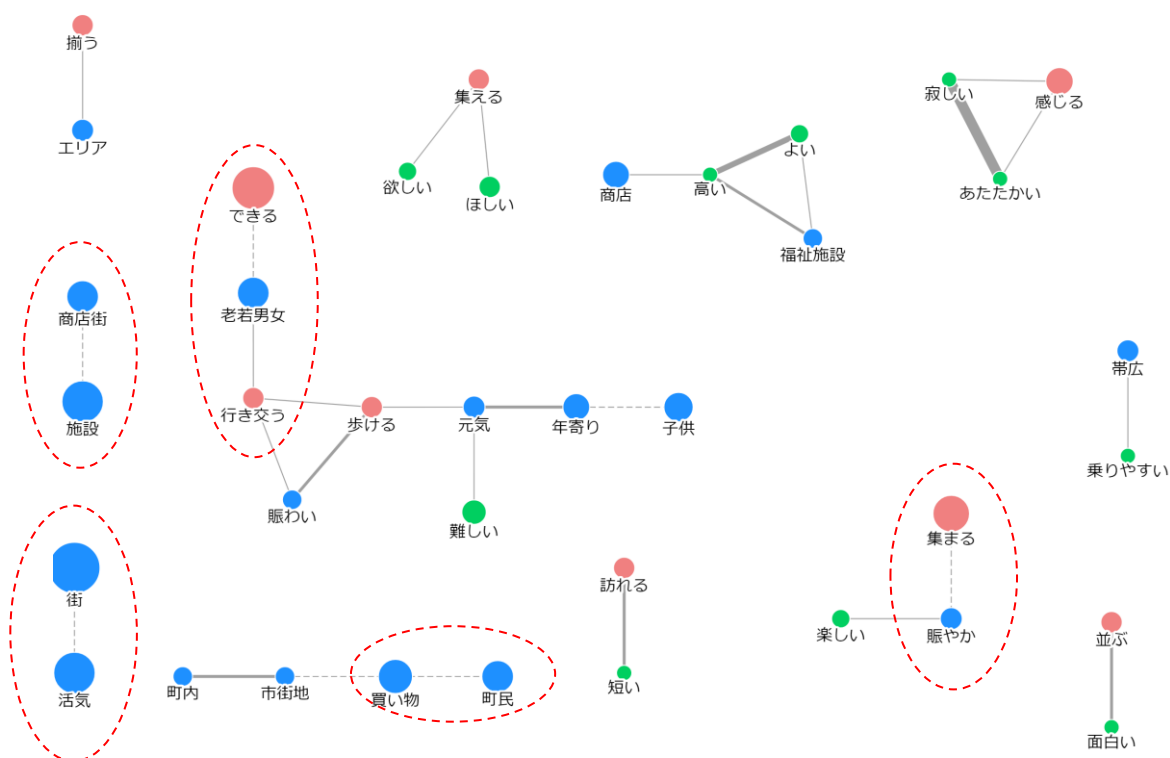 揃う
エリア
集える
欲しい
ほしい
商店
高い
よい
福祉施設
寂しい
感じる
あたたかい
できる
老若男女
行き交う
歩ける
元気
年寄り
子供
賑わい
難しい
商店街
施設
帯広
乗りやすい
集まる
楽しい
賑やか
街
活気
町内
市街地
買い物
町民
訪れる
短い
並ぶ
面白い